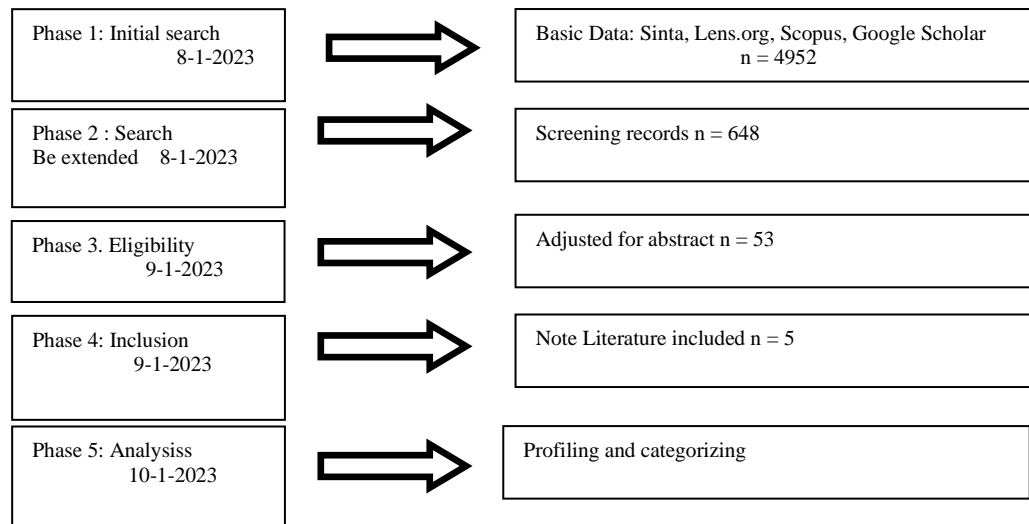 Phase 1: Initial search
8-1-2023
Basic Data: Sinta, Lens.org, Scopus, Google Scholar
n = 4952
Phase 2 : Search
Be extended 8-1-2023
Screening records n = 648
Phase 3. Eligibility
9-1-2023
Adjusted for abstract n = 53
Phase 4: Inclusion
9-1-2023
Note Literature included n = 5
Phase 5: Analysiss
10-1-2023
Profiling and categorizing